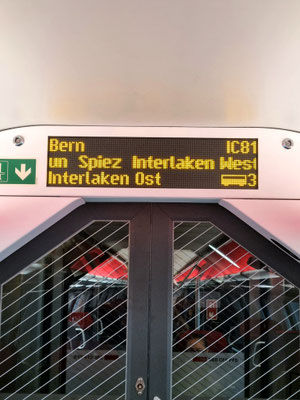 Bern IC81
un Spiez Interlaken West
Interlaken Ost 3